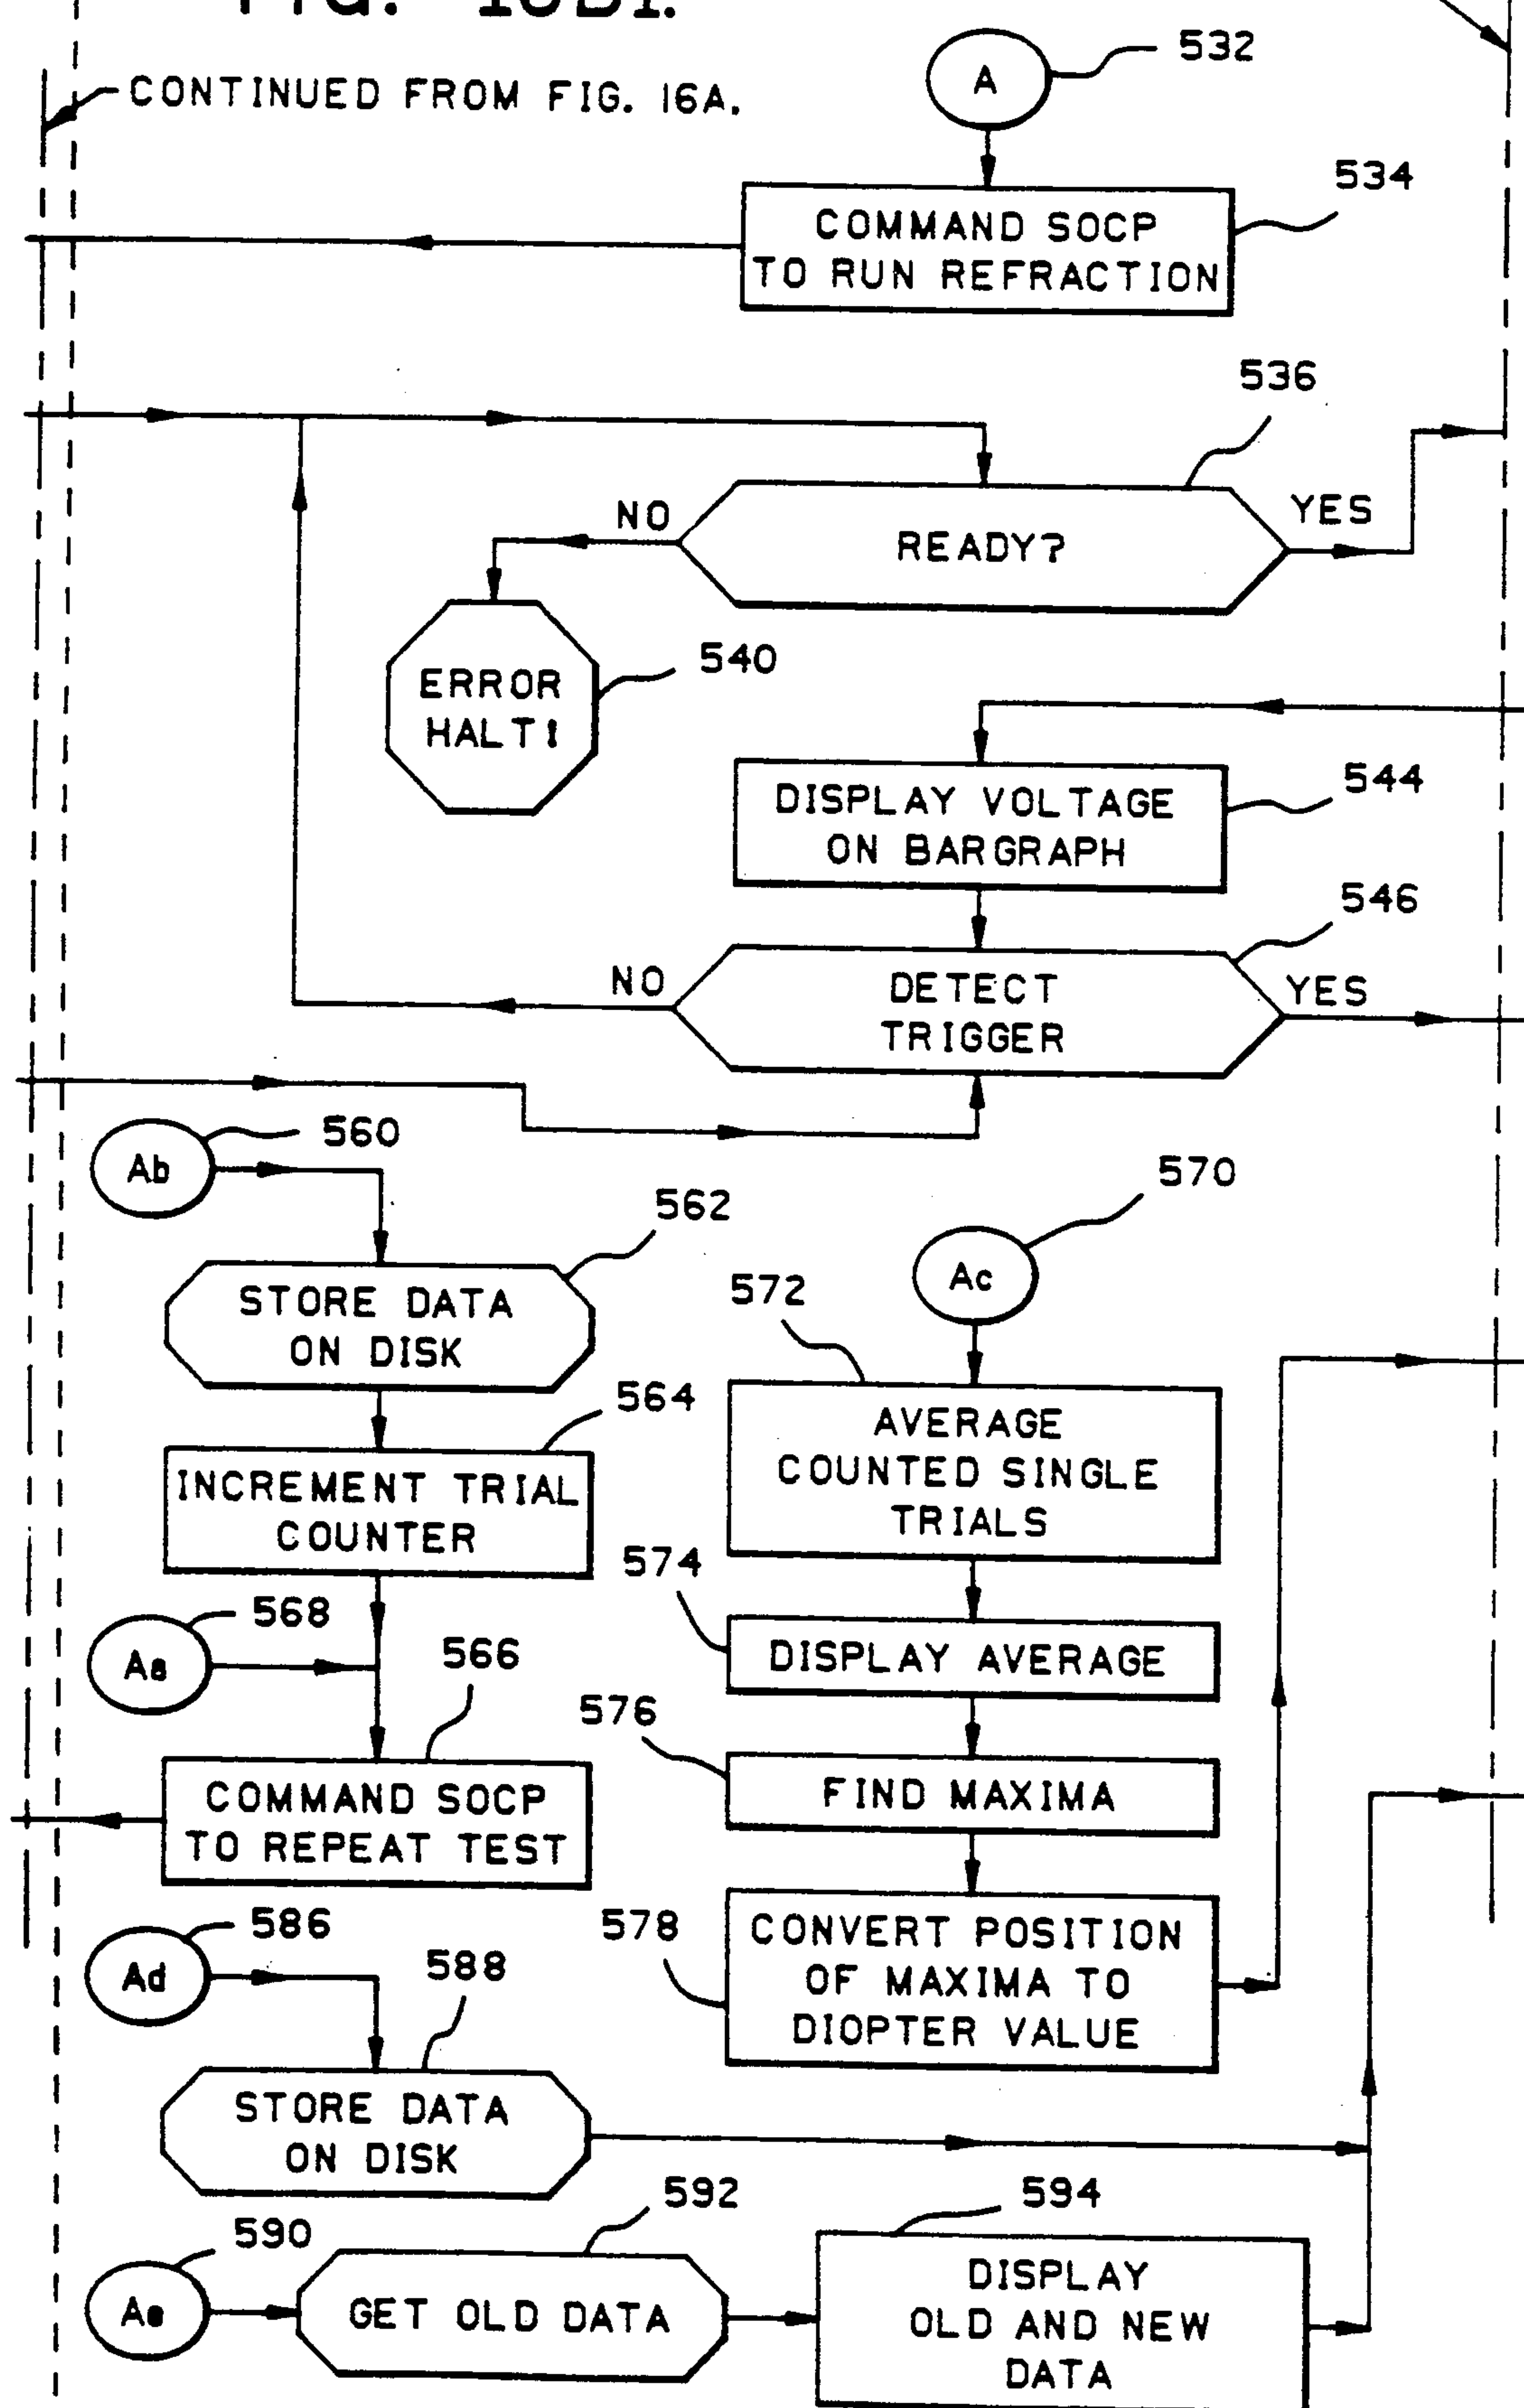 FIG. 16B1.
CONTINUED FROM FIG. 16A.
A
532
534
COMMAND SOCP
TO RUN REFRACTION
536
NO
READY?
YES
ERROR
HALT!
540
DISPLAY VOLTAGE
ON BARGRAPH
544
546
NO
DETECT
TRIGGER
YES
Ab
560
562
STORE DATA
ON DISK
564
INCREMENT TRIAL
COUNTER
Aa
568
566
COMMAND SOCP
TO REPEAT TEST
570
Ac
572
AVERAGE
COUNTED SINGLE
TRIALS
574
DISPLAY AVERAGE
576
FIND MAXIMA
578
CONVERT POSITION
OF MAXIMA TO
DIOPTER VALUE
Ad
586
588
STORE DATA
ON DISK
590
Ae
592
GET OLD DATA
594
DISPLAY
OLD AND NEW
DATA